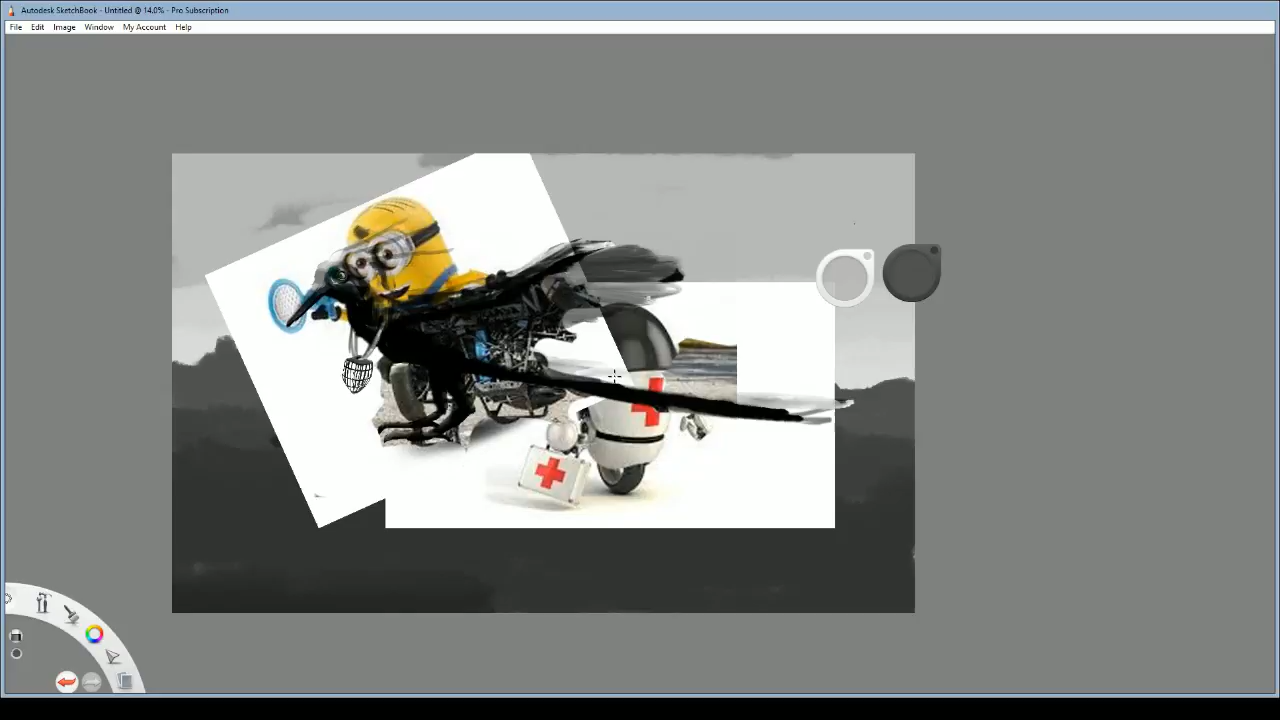 Autodesk SketchBook - Untitled @ 14.0% - Pro Subscription
File Edit Image Window My Account Help